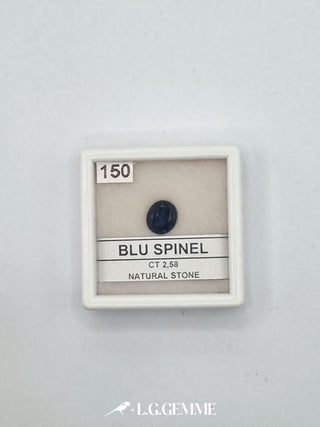 150
BLU SPINEL
CT 2,58
NATURAL STONE
L.G.GEMME